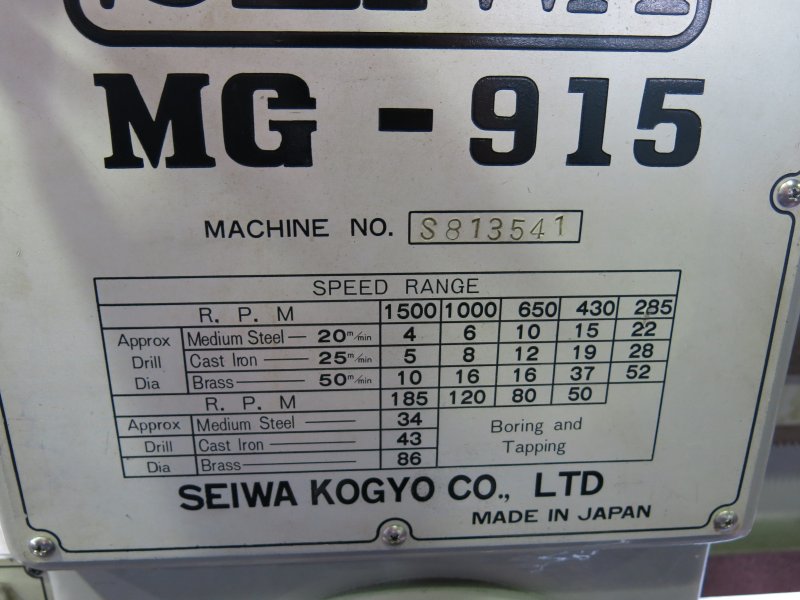 MG - 915
MACHINE NO. S813541
SPEED RANGE
R. P. M 1500 1000 650 430 285
Approx Drill Dia
Medium Steel — 20m/min 4 6 10 15 22
Cast Iron — 25m/min 5 8 12 19 28
Brass — 50m/min 10 16 16 37 52
R. P. M 185 120 80 50
Approx Drill Dia
Medium Steel 34
Cast Iron 43
Brass 86
Boring and
Tapping
SEIWA KOGYO CO., LTD
MADE IN JAPAN